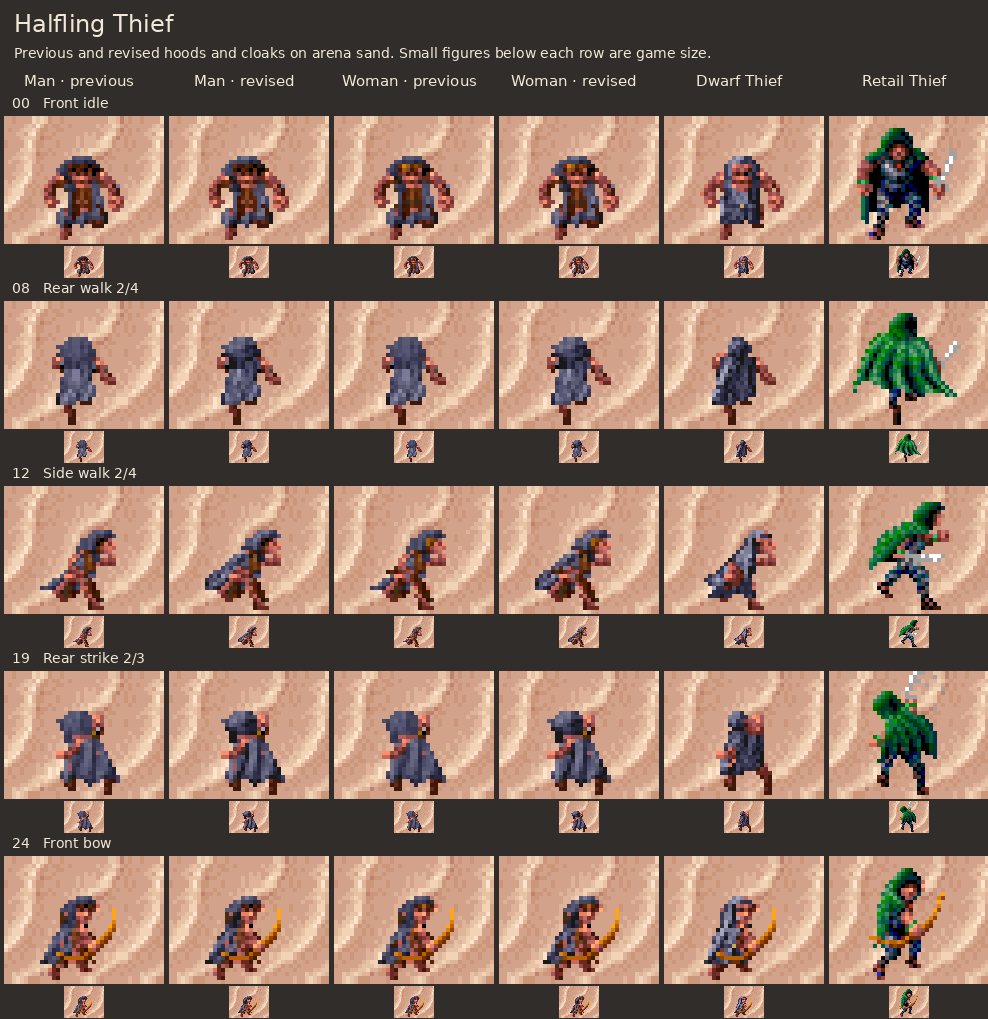 Halfling Thief
Previous and revised hoods and cloaks on arena sand. Small figures below each row are game size.
Man · previous Man · revised Woman · previous Woman · revised Dwarf Thief Retail Thief
00 Front idle
08 Rear walk 2/4
12 Side walk 2/4
19 Rear strike 2/3
24 Front bow